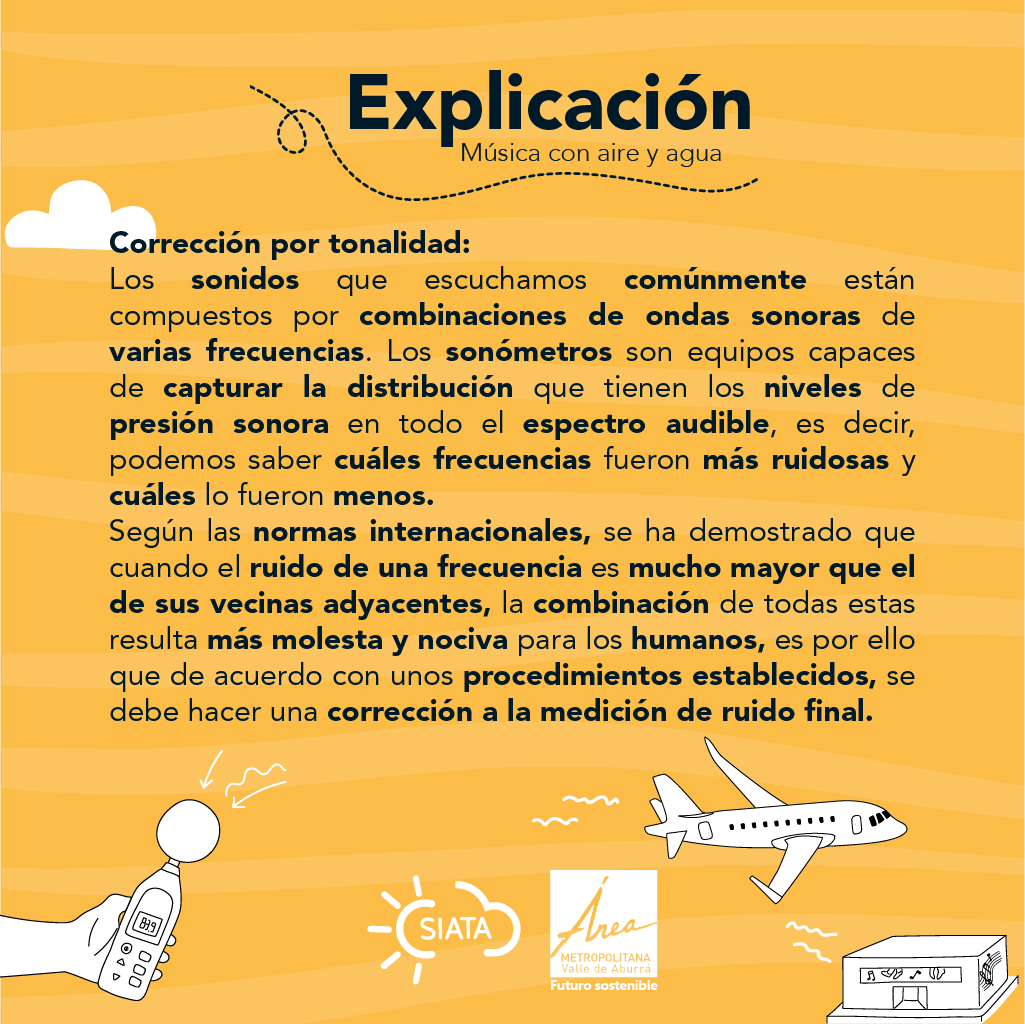 Explicación
Música con aire y agua
Corrección por tonalidad:
Los sonidos que escuchamos comúnmente están
compuestos por combinaciones de ondas sonoras de
varias frecuencias. Los sonómetros son equipos capaces
de capturar la distribución que tienen los niveles de
presión sonora en todo el espectro audible, es decir,
podemos saber cuáles frecuencias fueron más ruidosas y
cuáles lo fueron menos.
Según las normas internacionales, se ha demostrado que
cuando el ruido de una frecuencia es mucho mayor que el
de sus vecinas adyacentes, la combinación de todas estas
resulta más molesta y nociva para los humanos, es por ello
que de acuerdo con unos procedimientos establecidos, se
debe hacer una corrección a la medición de ruido final.
SIATA
Área
METROPOLITANA
Valle de Aburrá
Futuro sostenible